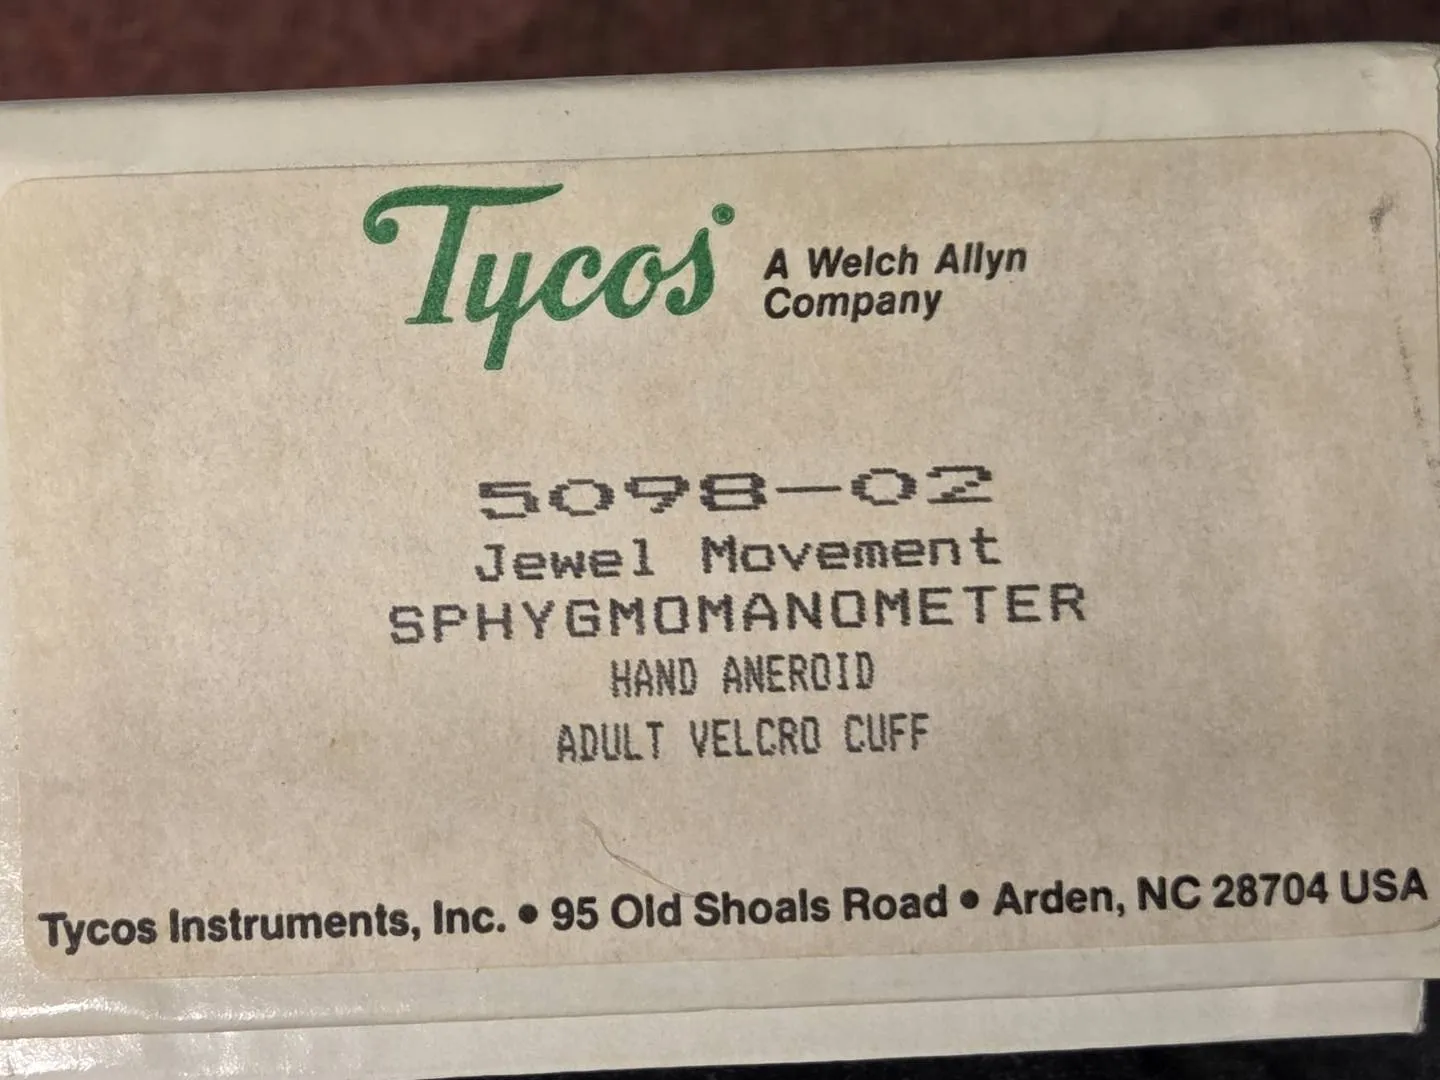 Tycos
A Welch Allyn
Company
5098-02
Jewel Movement
SPHYGMOMANOMETER
HAND ANEROID
ADULT VELCRO CUFF
Tycos Instruments, Inc. • 95 Old Shoals Road • Arden, NC 28704 USA